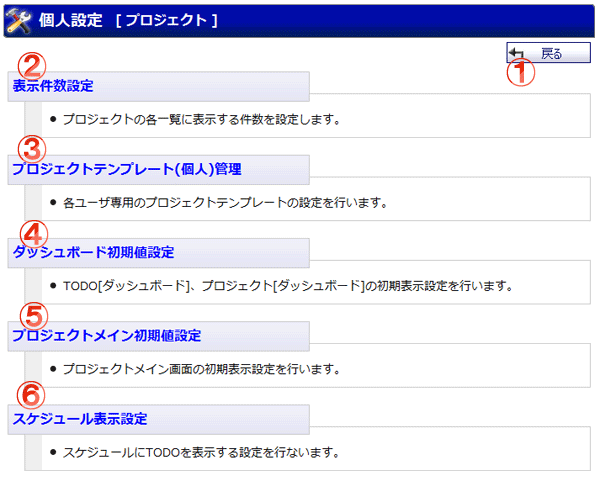 個人設定 [ プロジェクト ]
戻る
①
②
表示件数設定
● プロジェクトの各一覧に表示する件数を設定します。
③
プロジェクトテンプレート(個人)管理
● 各ユーザ専用のプロジェクトテンプレートの設定を行います。
④
ダッシュボード初期値設定
● TODO[ダッシュボード]、プロジェクト[ダッシュボード]の初期表示設定を行います。
⑤
プロジェクトメイン初期値設定
● プロジェクトメイン画面の初期表示設定を行います。
⑥
スケジュール表示設定
● スケジュールにTODOを表示する設定を行ないます。